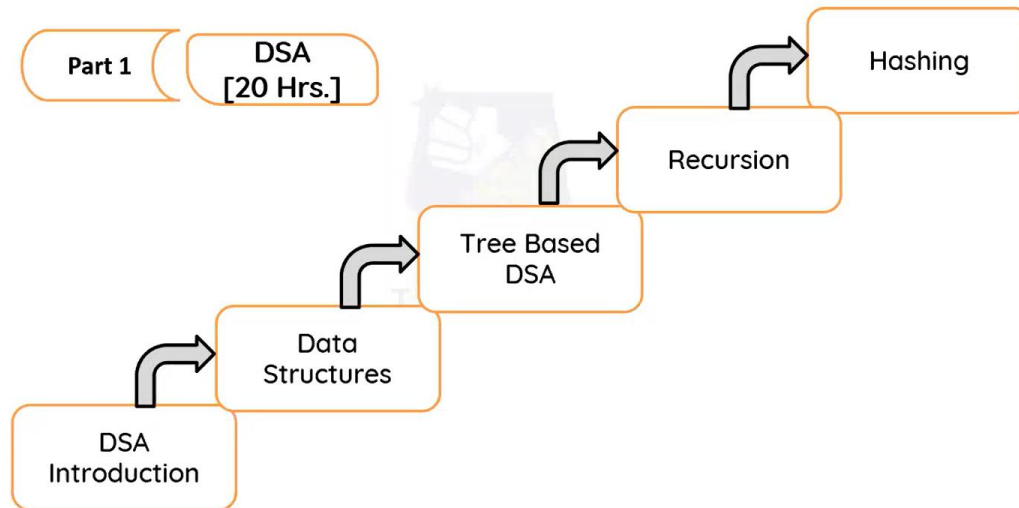 Part 1
DSA
[20 Hrs.]
Hashing
Recursion
Tree Based
DSA
Data
Structures
DSA
Introduction